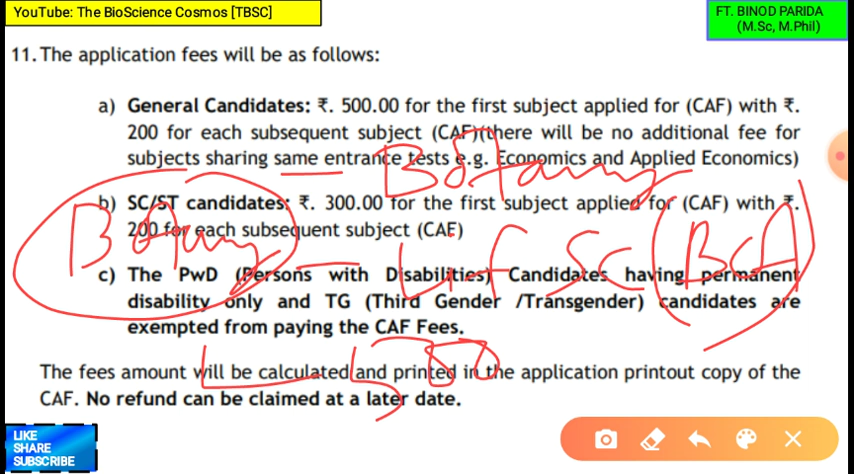 YouTube: The BioScience Cosmos [TBSC]
FT. BINOD PARIDA
(M.Sc, M.Phil)
11. The application fees will be as follows:
a) General Candidates: ₹. 500.00 for the first subject applied for (CAF) with ₹.
200 for each subsequent subject (CAF)(there will be no additional fee for
subjects sharing same entrance tests e.g. Economics and Applied Economics)
Botany
b) SC/ST candidates: ₹. 300.00 for the first subject applied for (CAF) with ₹.
200 for each subsequent subject (CAF)
Botany
Lif Sc (BCA)
c) The PwD (Persons with Disabilities) Candidates having permanent
disability only and TG (Third Gender /Transgender) candidates are
exempted from paying the CAF Fees.
The fees amount will be calculated and printed in the application printout copy of the
CAF. No refund can be claimed at a later date.
LIKE
SHARE
SUBSCRIBE